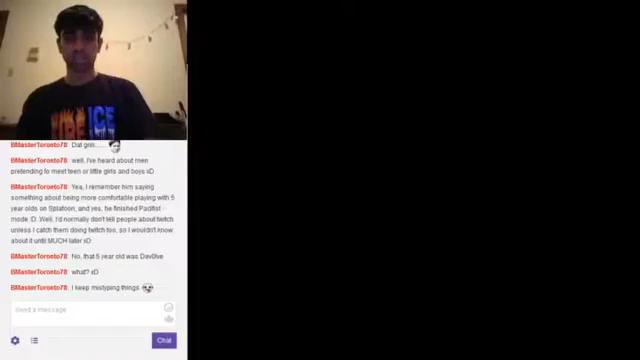 FIRE ICE
BMasterToronto78: Dat grin.....
BMasterToronto78: well, I've heard about men
pretending to meet teen or little girls and boys xD
BMasterToronto78: Yea, I remember him saying
something about being more comfortable playing with 5
year olds on Splatoon, and yes, he finished Padfist
mode :D. Well, I'd normally don't tell people about twitch
unless I catch them doing twitch too, so I wouldn't know
about it until MUCH later xD
BMasterToronto78: No, that 5 year old was Dev0lve
BMasterToronto78: what? xD
BMasterToronto78: I keep mistyping things
Send a message
Chat